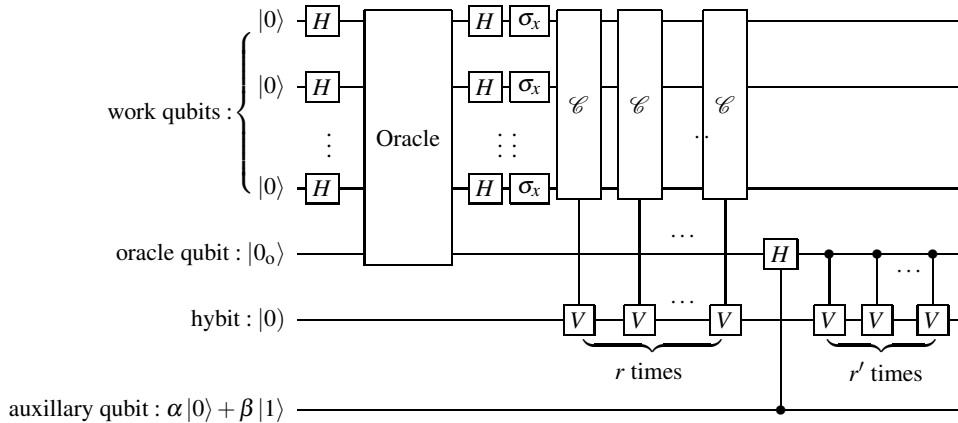 |0⟩ H H σx
|0⟩ H H σx 𝒞 𝒞 𝒞
work qubits : Oracle
⋮ ⋮ ⋮ ⋮ ··
|0⟩ H H σx
···
oracle qubit : |0o⟩ H ···
···
hybit : |0) V V V V V V
r times r′ times
auxillary qubit : α|0⟩ + β|1⟩